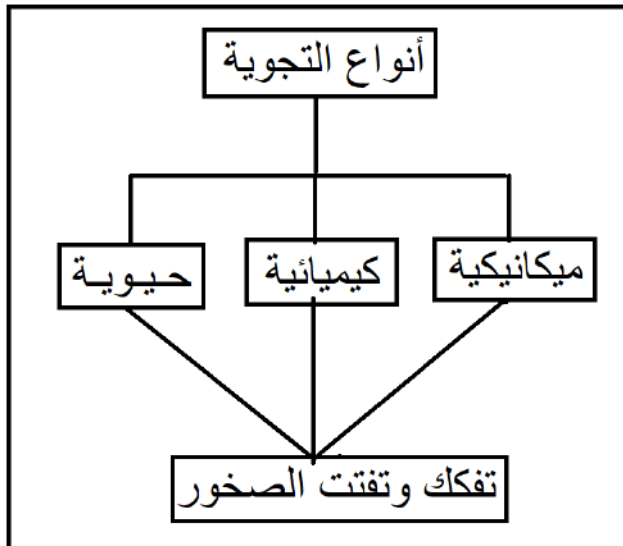 أنواع التجوية
ميكانيكية
كيميائية
حيوية
تفكك وتفتت الصخور